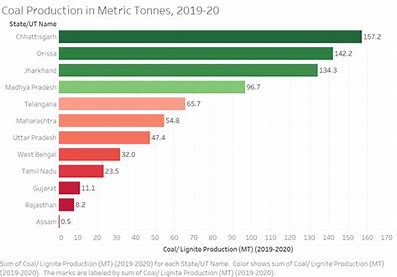 Coal Production in Metric Tonnes, 2019-20
State/UT Name
Chhattisgarh 157.2
Orissa 142.2
Jharkhand 134.3
Madhya Pradesh 96.7
Telangana 65.7
Maharashtra 54.8
Uttar Pradesh 47.4
West Bengal 32.0
Tamil Nadu 23.5
Gujarat 11.1
Rajasthan 8.2
Assam 0.5
0 10 20 30 40 50 60 70 80 90 100 110 120 130 140 150 160 170
Coal/ Lignite Production (MT) (2019-2020)
Sum of Coal/ Lignite Production (MT) (2019-2020) for each State/UT Name. Color shows sum of Coal/ Lignite Production (MT)
(2019-2020). The marks are labeled by sum of Coal/ Lignite Production (MT) (2019-2020).